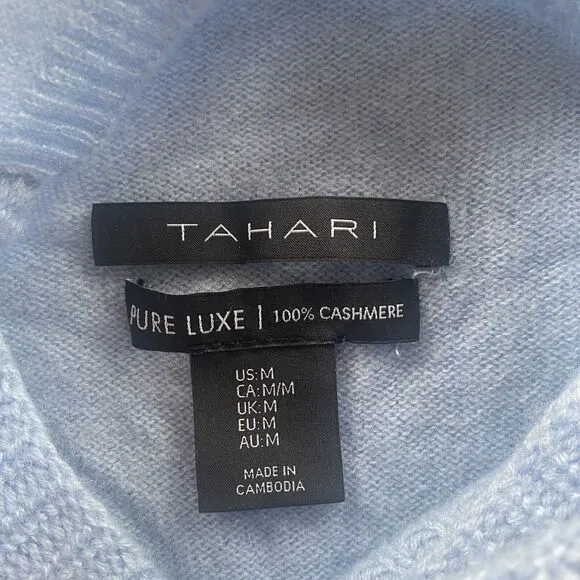 TAHARI
PURE LUXE | 100% CASHMERE
US:M
CA:M/M
UK:M
EU:M
AU:M
MADE IN
CAMBODIA